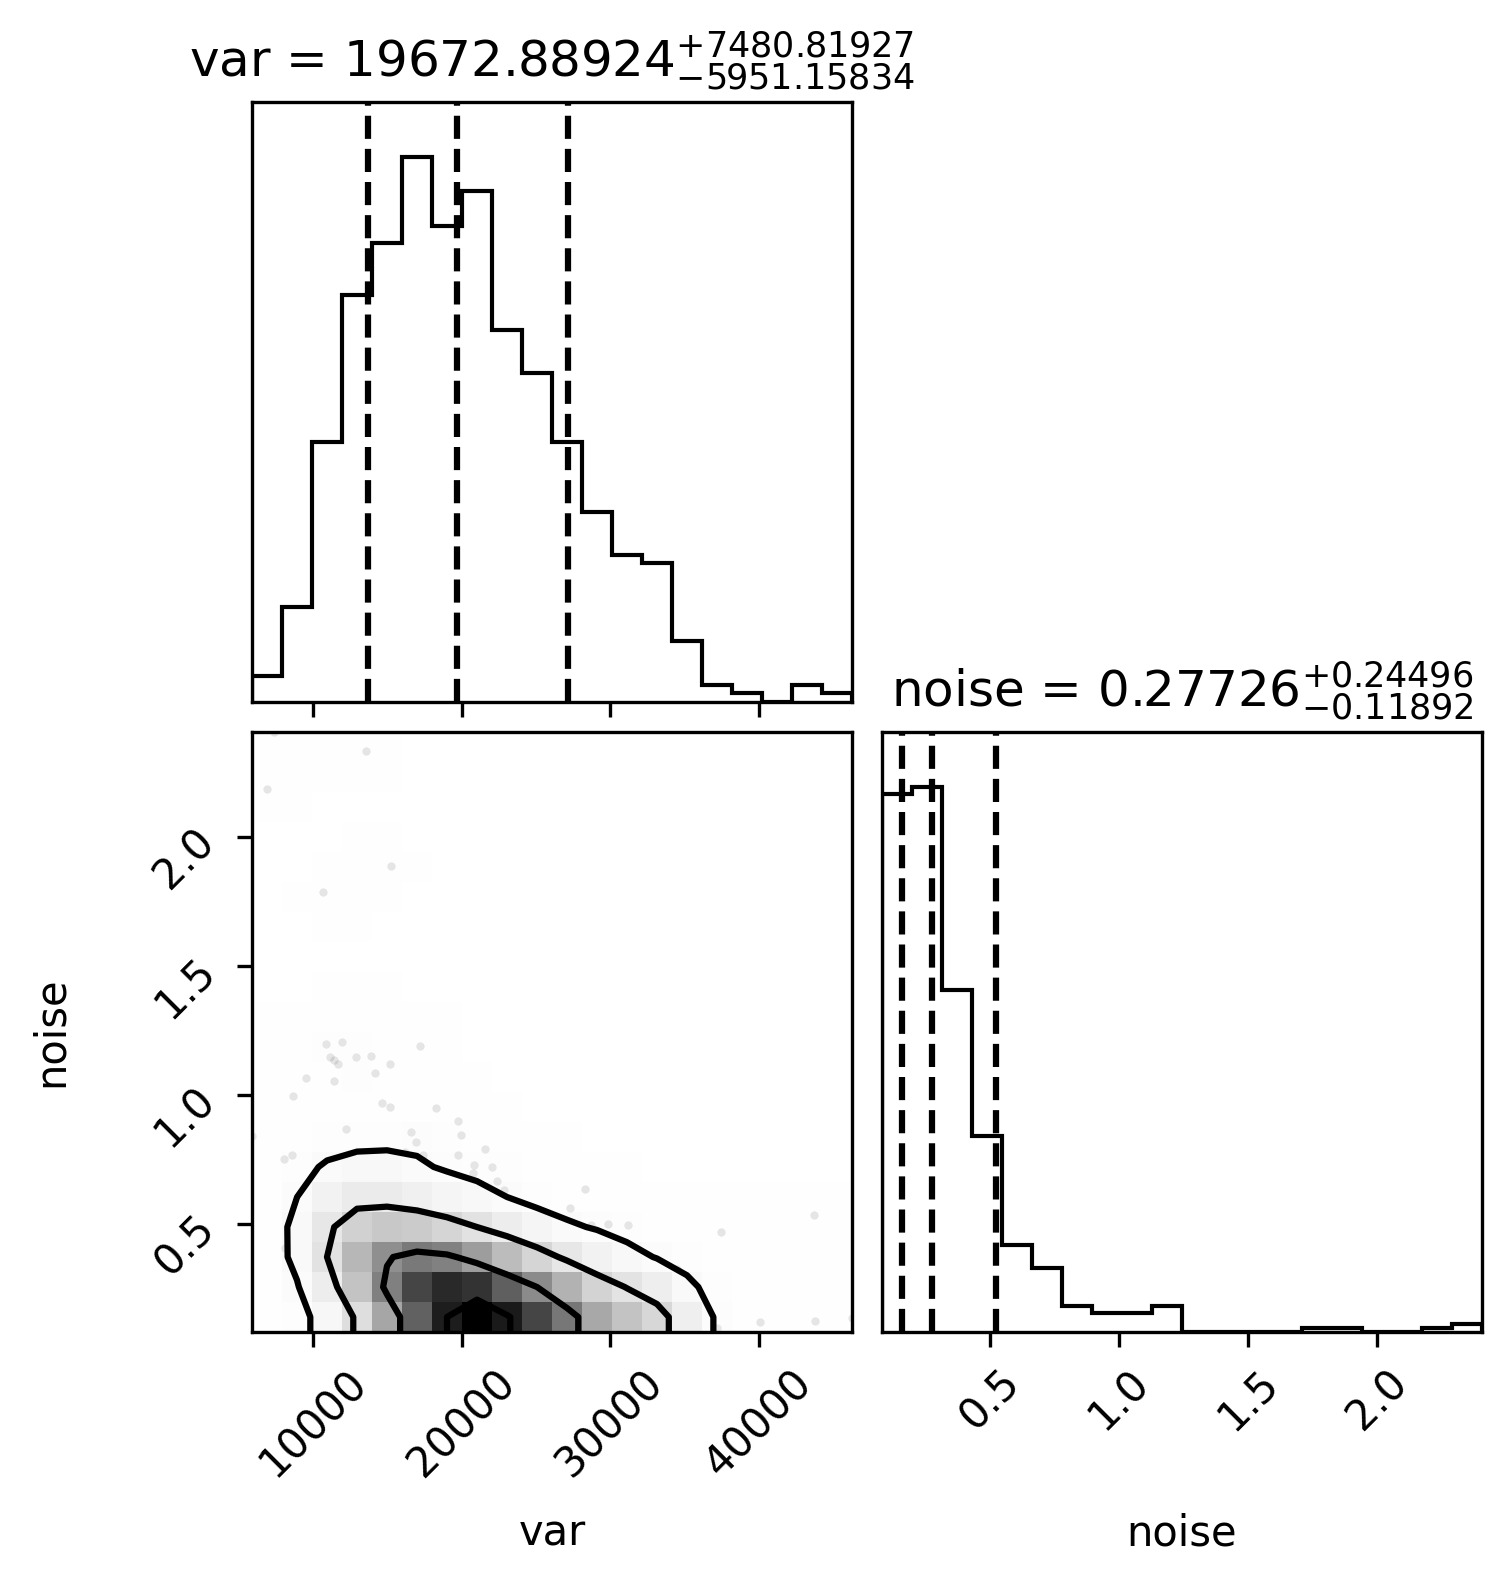 var = 19672.88924+7480.81927−5951.15834
noise = 0.27726+0.24496−0.11892
2.0
1.5
1.0
0.5
noise
10000 20000 30000 40000
var
0.5 1.0 1.5 2.0
noise